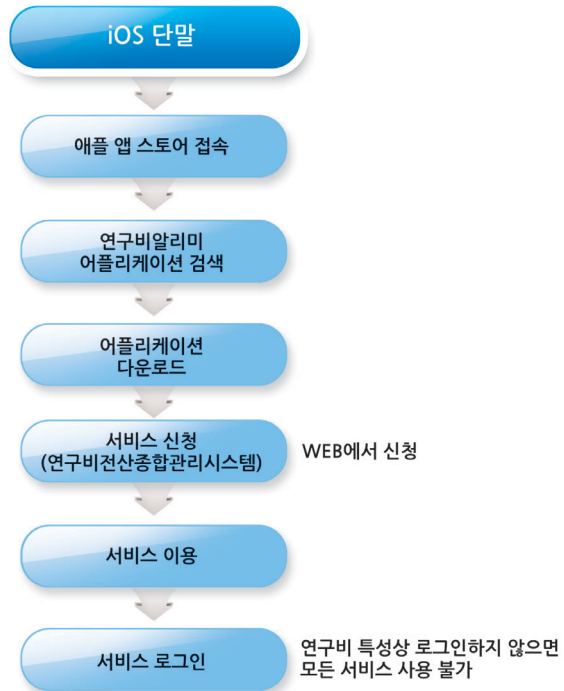 iOS 단말
애플 앱 스토어 접속
연구비알리미
어플리케이션 검색
어플리케이션
다운로드
서비스 신청
(연구비전산종합관리시스템)
WEB에서 신청
서비스 이용
서비스 로그인
연구비 특성상 로그인하지 않으면
모든 서비스 사용 불가